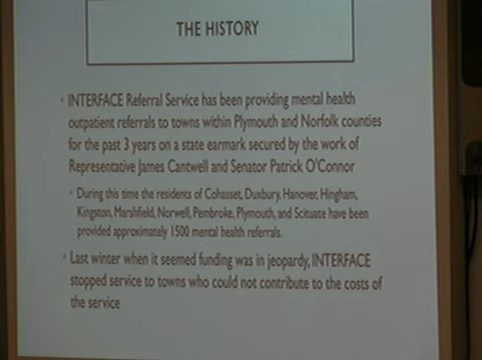 THE HISTORY
• INTERFACE Referral Service has been providing mental health
outpatient referrals to towns within Plymouth and Norfolk counties
for the past 3 years on a state earmark secured by the work of
Representative James Cantwell and Senator Patrick O'Connor
• During this time the residents of Cohasset, Duxbury, Hanover, Hingham,
Kingston, Marshfield, Norwell, Pembroke, Plymouth, and Scituate have been
provided approximately 1500 mental health referrals.
• Last winter when it seemed funding was in jeopardy, INTERFACE
stopped service to towns who could not contribute to the costs of
the service